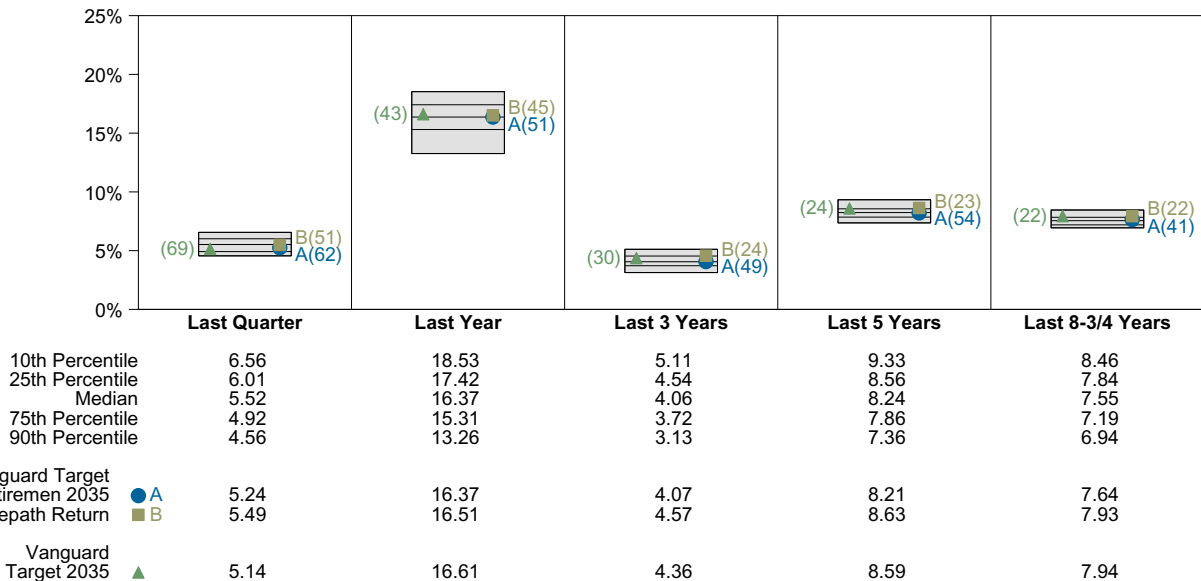 25%
20%
15%
10%
5%
0%
(69)
B(51)
A(62)
(43)
B(45)
A(51)
(30)
B(24)
A(49)
(24)
B(23)
A(54)
(22)
B(22)
A(41)
Last Quarter Last Year Last 3 Years Last 5 Years Last 8-3/4 Years
10th Percentile 6.56 18.53 5.11 9.33 8.46
25th Percentile 6.01 17.42 4.54 8.56 7.84
Median 5.52 16.37 4.06 8.24 7.55
75th Percentile 4.92 15.31 3.72 7.86 7.19
90th Percentile 4.56 13.26 3.13 7.36 6.94
guard Target
tiremen 2035 A 5.24 16.37 4.07 8.21 7.64
epath Return B 5.49 16.51 4.57 8.63 7.93
Vanguard
Target 2035 5.14 16.61 4.36 8.59 7.94